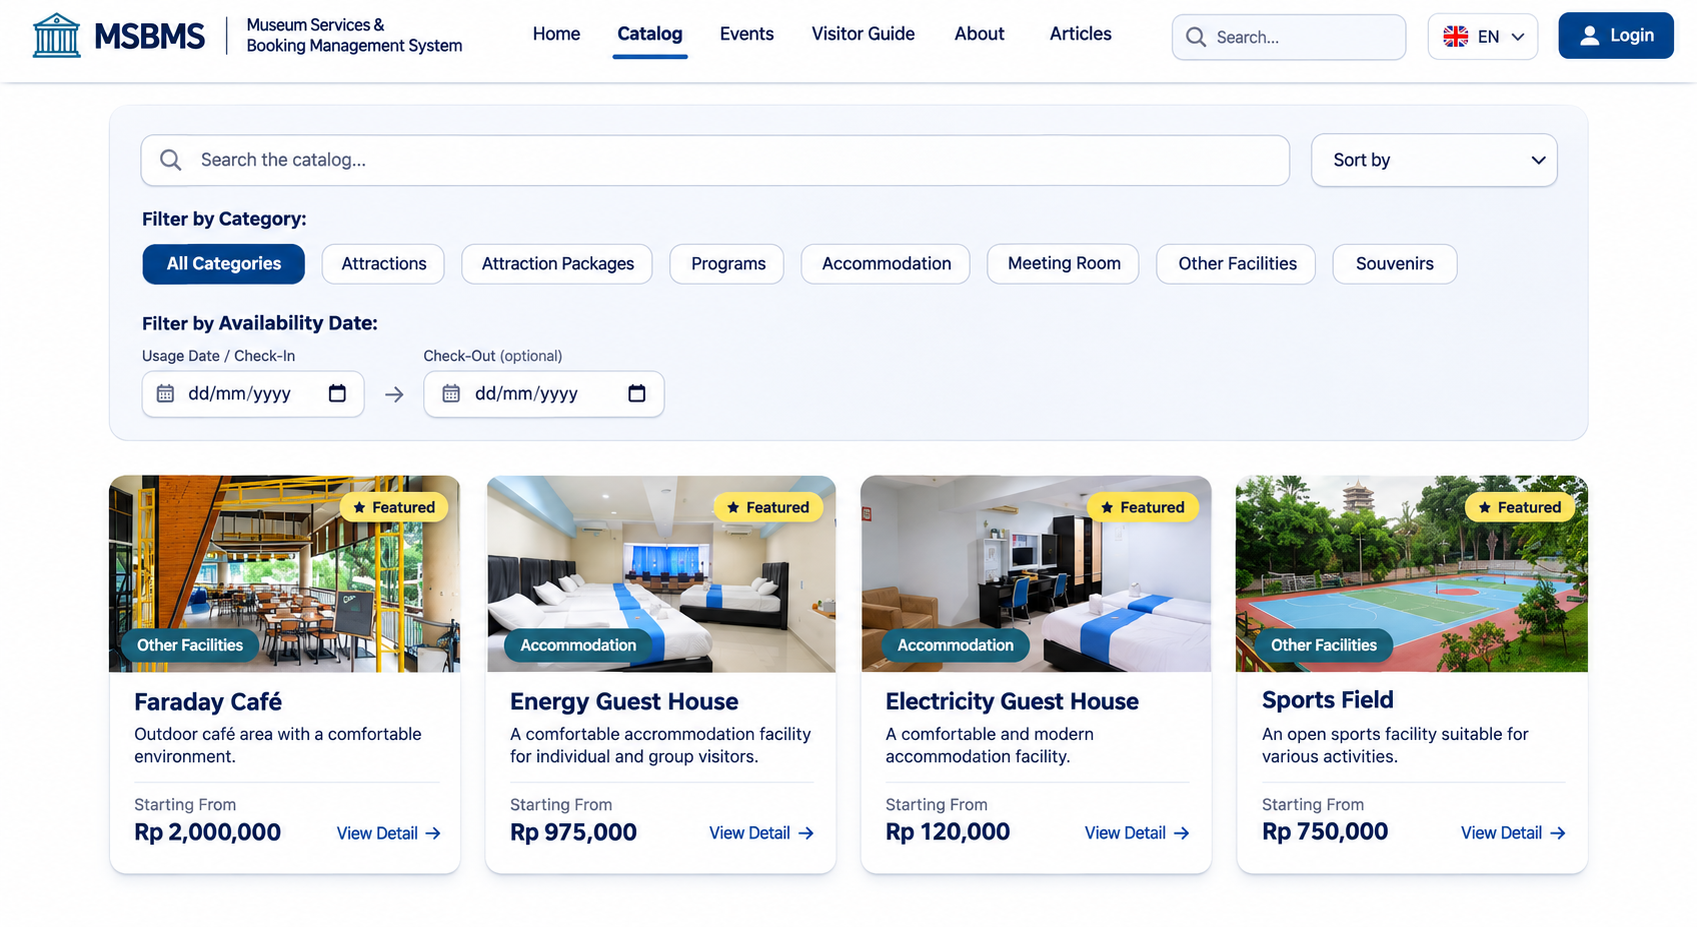 MSBMS
Museum Services &
Booking Management System
Home
Catalog
Events
Visitor Guide
About
Articles
Search...
EN
Login
Search the catalog...
Sort by
Filter by Category:
All Categories
Attractions
Attraction Packages
Programs
Accommodation
Meeting Room
Other Facilities
Souvenirs
Filter by Availability Date:
Usage Date / Check-In
Check-Out (optional)
dd/mm/yyyy
dd/mm/yyyy
Featured
Other Facilities
Faraday Café
Outdoor café area with a comfortable
environment.
Starting From
Rp 2,000,000
View Detail
Featured
Accommodation
Energy Guest House
A comfortable accrommodation facility
for individual and group visitors.
Starting From
Rp 975,000
View Detail
Featured
Accommodation
Electricity Guest House
A comfortable and modern
accommodation facility.
Starting From
Rp 120,000
View Detail
Featured
Other Facilities
Sports Field
An open sports facility suitable for
various activities.
Starting From
Rp 750,000
View Detail